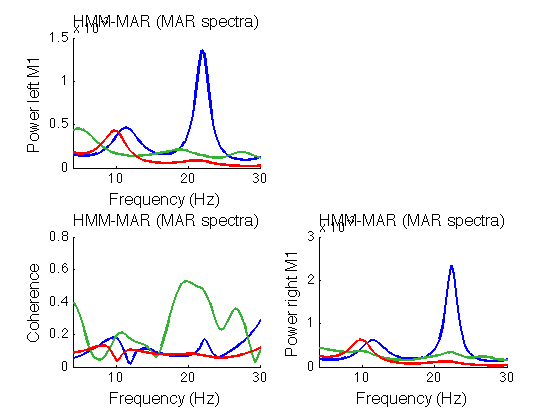 HMM-MAR (MAR spectra)
1.5
1
0.5
0
Power left M1
10
20
30
Frequency (Hz)
HMM-MAR (MAR spectra)
0.8
0.6
0.4
0.2
0
Coherence
10
20
30
Frequency (Hz)
HMM-MAR (MAR spectra)
3
2
1
0
Power right M1
10
20
30
Frequency (Hz)